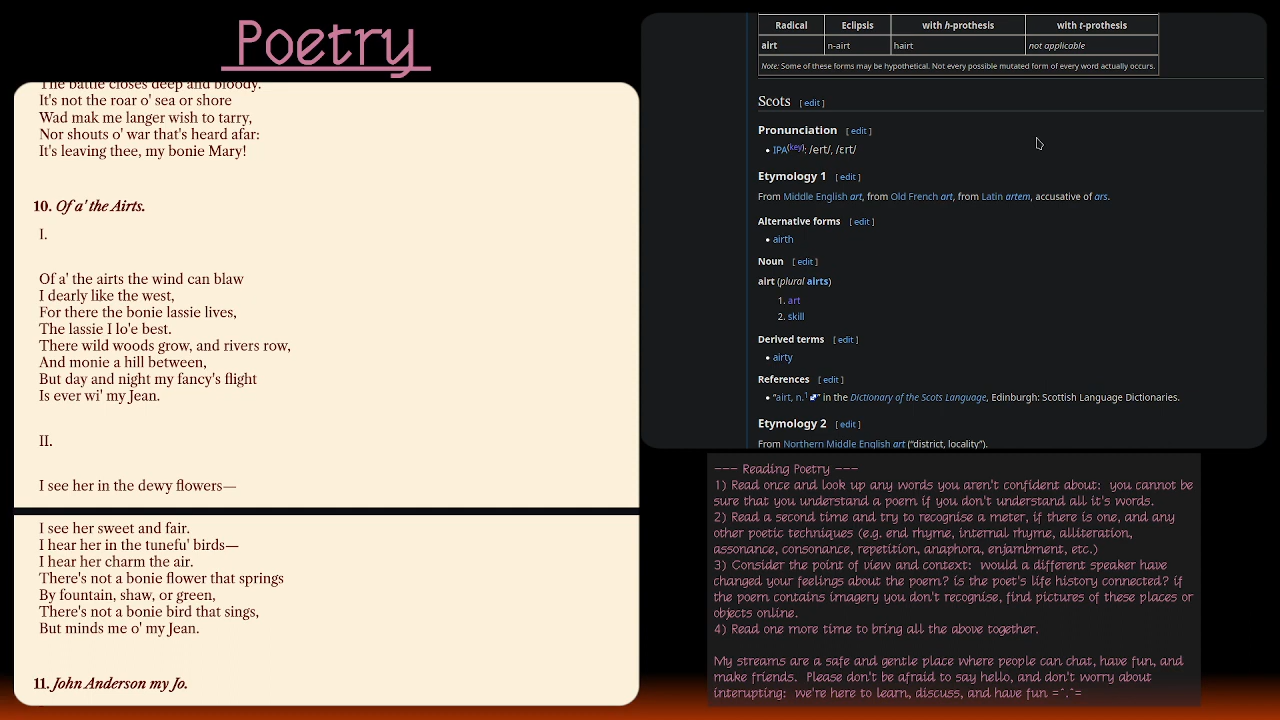 Poetry
The battle closes deep and bloody.
It's not the roar o' sea or shore
Wad mak me langer wish to tarry,
Nor shouts o' war that's heard afar:
It's leaving thee, my bonie Mary!
10. Of a' the Airts.
I.
Of a' the airts the wind can blaw
I dearly like the west,
For there the bonie lassie lives,
The lassie I lo'e best.
There wild woods grow, and rivers row,
And monie a hill between,
But day and night my fancy's flight
Is ever wi' my Jean.
II.
I see her in the dewy flowers—
I see her sweet and fair.
I hear her in the tunefu' birds—
I hear her charm the air.
There's not a bonie flower that springs
By fountain, shaw, or green,
There's not a bonie bird that sings,
But minds me o' my Jean.
11. John Anderson my Jo.
Radical Eclipsis with h-prothesis with t-prothesis
airt n-airt hairt not applicable
Note: Some of these forms may be hypothetical. Not every possible mutated form of every word actually occurs.
Scots [ edit ]
Pronunciation [ edit ]
• IPA(key): /ert/, /ɛrt/
Etymology 1 [ edit ]
From Middle English art, from Old French art, from Latin artem, accusative of ars.
Alternative forms [ edit ]
• airth
Noun [ edit ]
airt (plural airts)
1. art
2. skill
Derived terms [ edit ]
• airty
References [ edit ]
• "airt, n.1" in the Dictionary of the Scots Language, Edinburgh: Scottish Language Dictionaries.
Etymology 2 [ edit ]
From Northern Middle English art ("district, locality").
--- Reading Poetry ---
1) Read once and look up any words you aren't confident about: you cannot be
sure that you understand a poem if you don't understand all it's words.
2) Read a second time and try to recognise a meter, if there is one, and any
other poetic techniques (e.g. end rhyme, internal rhyme, alliteration,
assonance, consonance, repetition, anaphora, enjambment, etc.)
3) Consider the point of view and context: would a different speaker have
changed your feelings about the poem? is the poet's life history connected? if
the poem contains imagery you don't recognise, find pictures of these places or
objects online.
4) Read one more time to bring all the above together.
My streams are a safe and gentle place where people can chat, have fun, and
make friends. Please don't be afraid to say hello, and don't worry about
interupting: we're here to learn, discuss, and have fun =^.^=